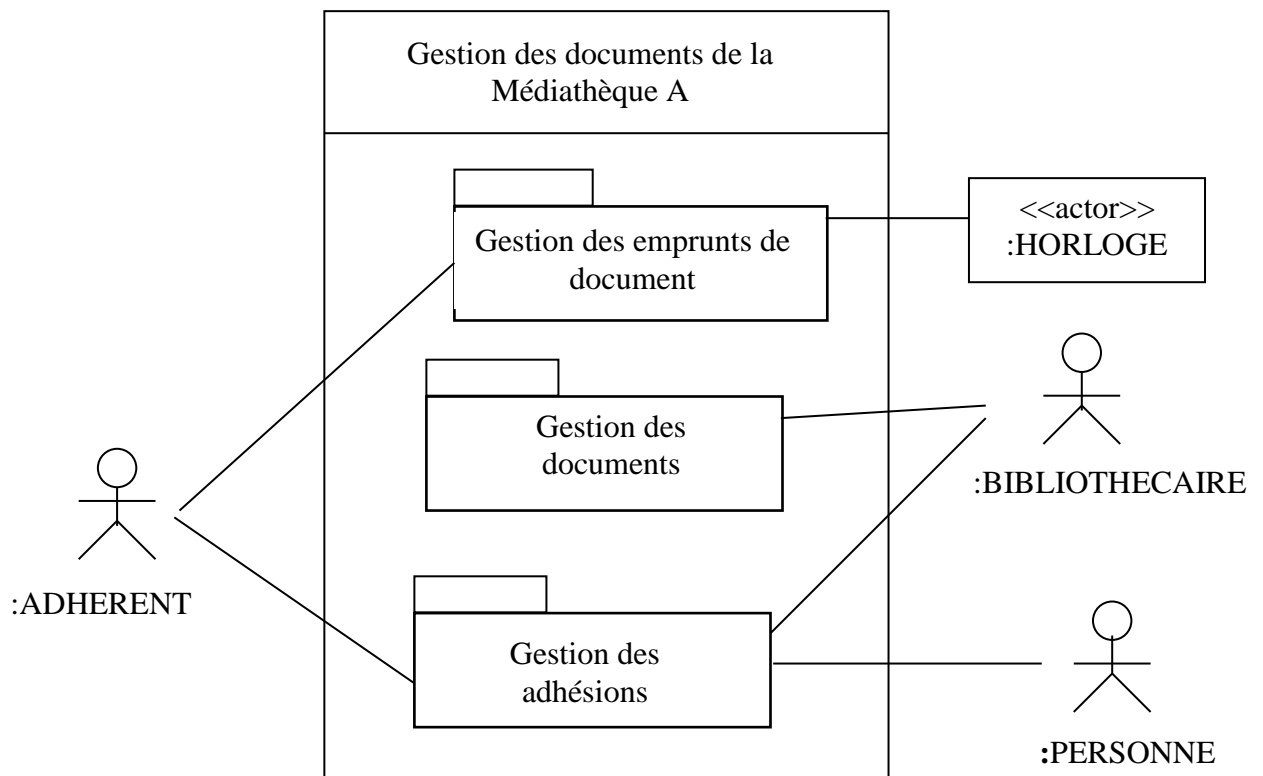 Gestion des documents de la
Médiathèque A
Gestion des emprunts de
document
<<actor>>
:HORLOGE
Gestion des
documents
:BIBLIOTHECAIRE
:ADHERENT
Gestion des
adhésions
:PERSONNE